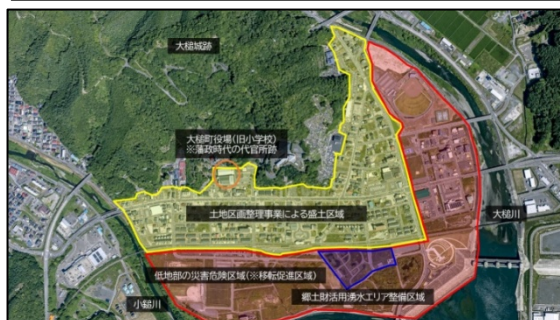 大槌城跡
大槌町役場(旧小学校)
※藩政時代の代官所跡
土地区画整理事業による盛土区域
大槌川
低地部の災害危険区域(※移転促進区域)
郷土財活用湧水エリア整備区域
小鎚川